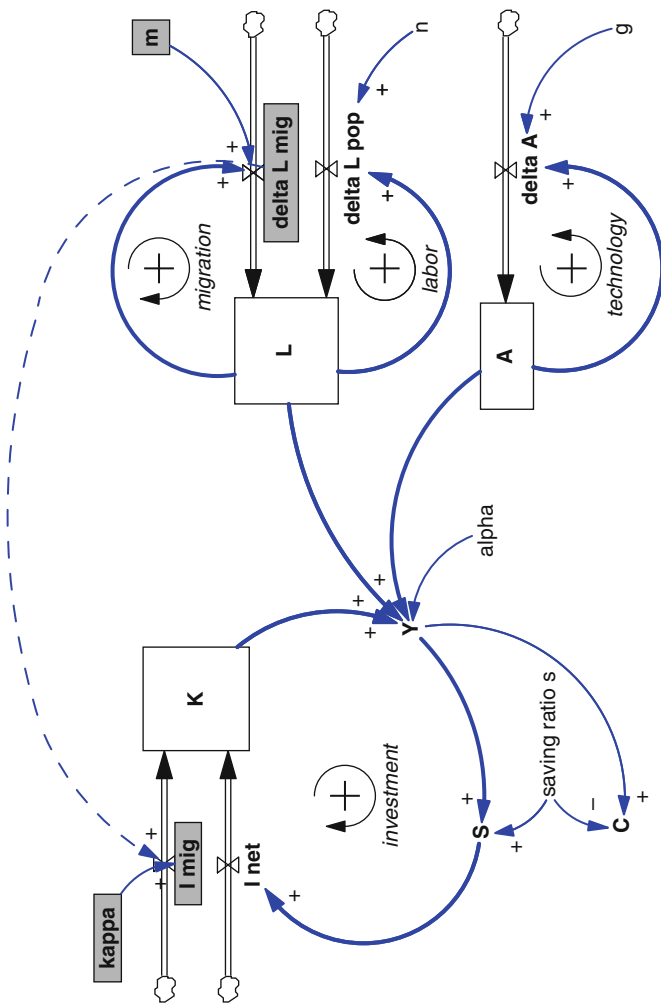 m
+
+
delta L mig
migration
+
L
n
+
delta L pop
+
+
labor
g
+
delta A
+
+
technology
A
kappa
+
+
I mig
I net
+
K
+
investment
+
+
+
Y
alpha
+
S
+
saving ratio s
–
C
+